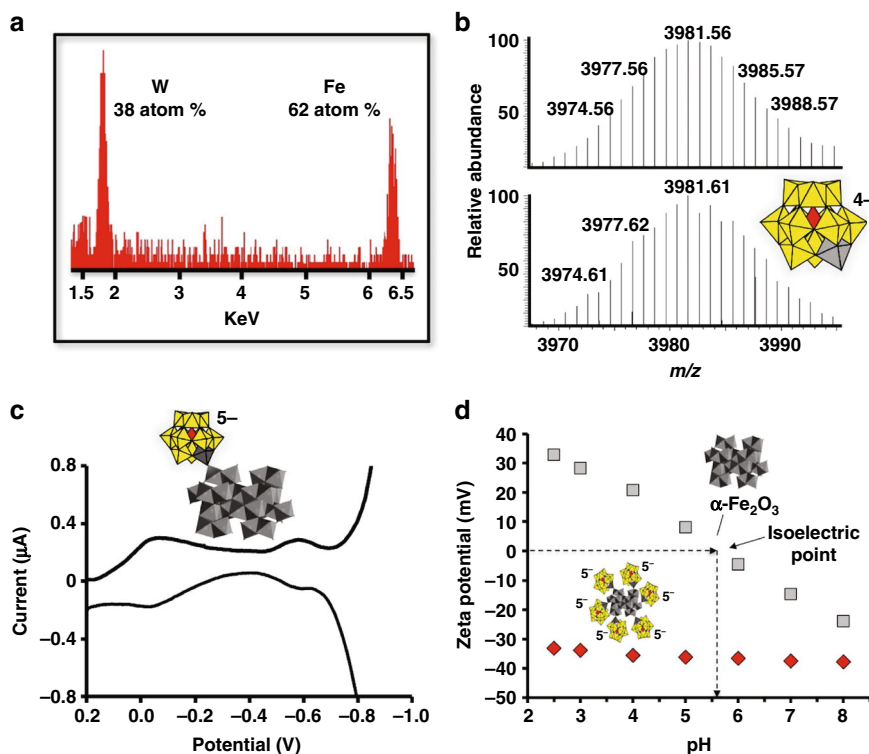 a
W
38 atom %
Fe
62 atom %
1.5 2 3 4 5 6 6.5
KeV
b
100
50
3974.56
3977.56
3981.56
3985.57
3988.57
Relative abundance
100
50
3974.61
3977.62
3981.61
4–
3970 3980 3990
m/z
c
5–
0.8
0.4
0
–0.4
–0.8
Current (µA)
0.2 0.0 –0.2 –0.4 –0.6 –0.8 –1.0
Potential (V)
d
40
30
20
10
0
–10
–20
–30
–40
–50
Zeta potential (mV)
α-Fe2O3
Isoelectric
point
5–
5–
5–
5–
5–
5–
2 3 4 5 6 7 8
pH